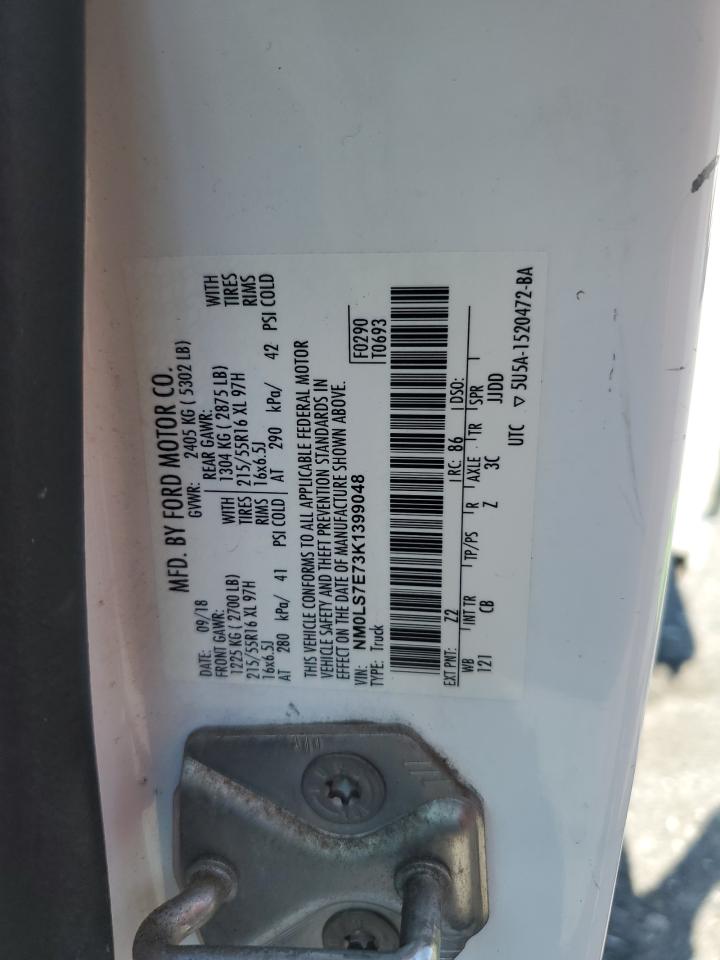 MFD. BY FORD MOTOR CO.
DATE: 09/18 GVWR: 2405 KG ( 5302 LB)
FRONT GAWR: REAR GAWR:
1225 KG ( 2700 LB) WITH 1304 KG ( 2875 LB) WITH
215/55R16 XL 97H TIRES 215/55R16 XL 97H TIRES
16x6.5J RIMS 16x6.5J RIMS
AT 280 kPa/ 41 PSI COLD AT 290 kPa/ 42 PSI COLD
THIS VEHICLE CONFORMS TO ALL APPLICABLE FEDERAL MOTOR
VEHICLE SAFETY AND THEFT PREVENTION STANDARDS IN
EFFECT ON THE DATE OF MANUFACTURE SHOWN ABOVE.
VIN: NM0LS7E73K1399048 F0290
TYPE: Truck T0693
EXT PNT: Z2 RC: 86 DSO:
WB INT TR TP/PS R AXLE TR SPR
121 CB Z 3C JJDD
UTC ▽ 5U5A-1520472-BA